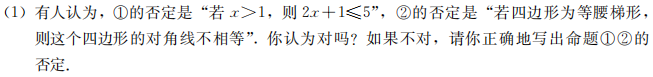 (1) 有人认为，①的否定是“若 x＞1，则 2x＋1≤5”，②的否定是“若四边形为等腰梯形，
则这个四边形的对角线不相等”．你认为对吗？如果不对，请你正确地写出命题①②的
否定．